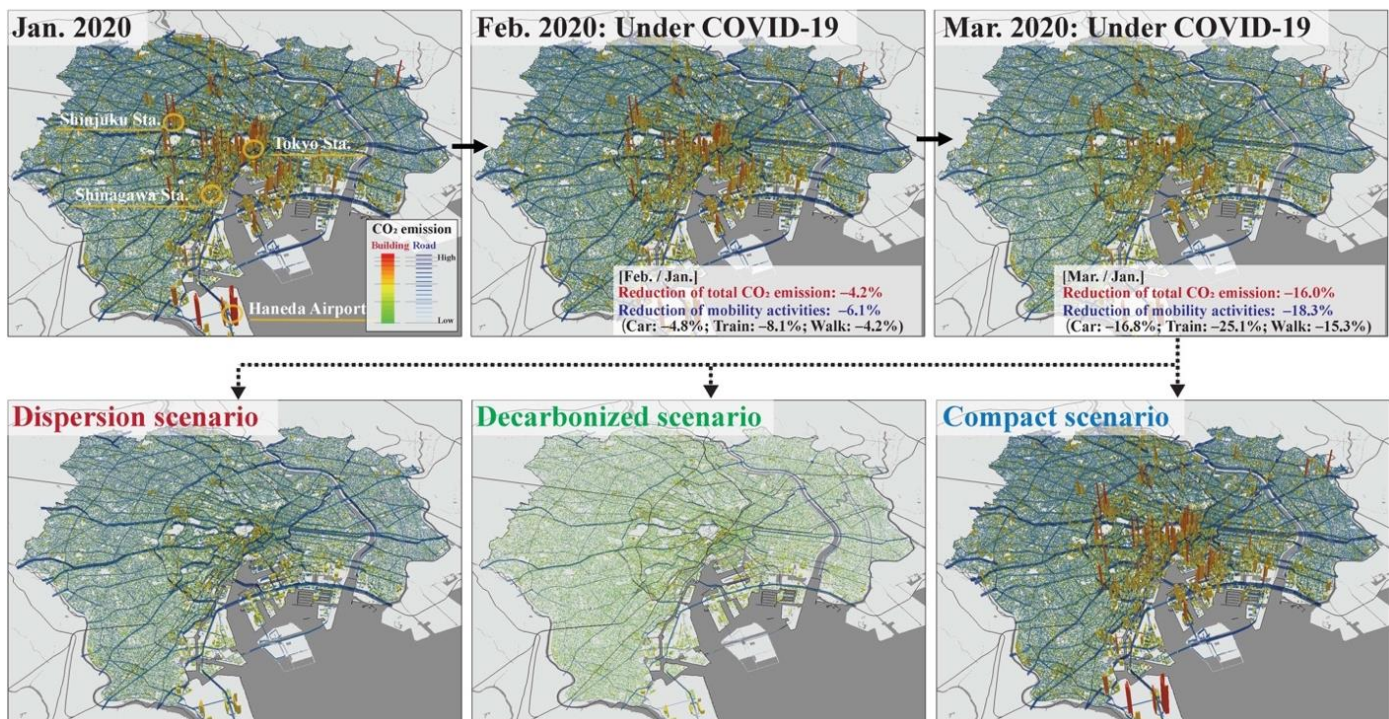 Jan. 2020
Shinjuku Sta.
Tokyo Sta.
Shinagawa Sta.
Haneda Airport
CO₂ emission
Building Road
High
Low
Feb. 2020: Under COVID-19
[Feb. / Jan.]
Reduction of total CO₂ emission: –4.2%
Reduction of mobility activities: –6.1%
(Car: –4.8%; Train: –8.1%; Walk: –4.2%)
Mar. 2020: Under COVID-19
[Mar. / Jan.]
Reduction of total CO₂ emission: –16.0%
Reduction of mobility activities: –18.3%
(Car: –16.8%; Train: –25.1%; Walk: –15.3%)
Dispersion scenario
Decarbonized scenario
Compact scenario